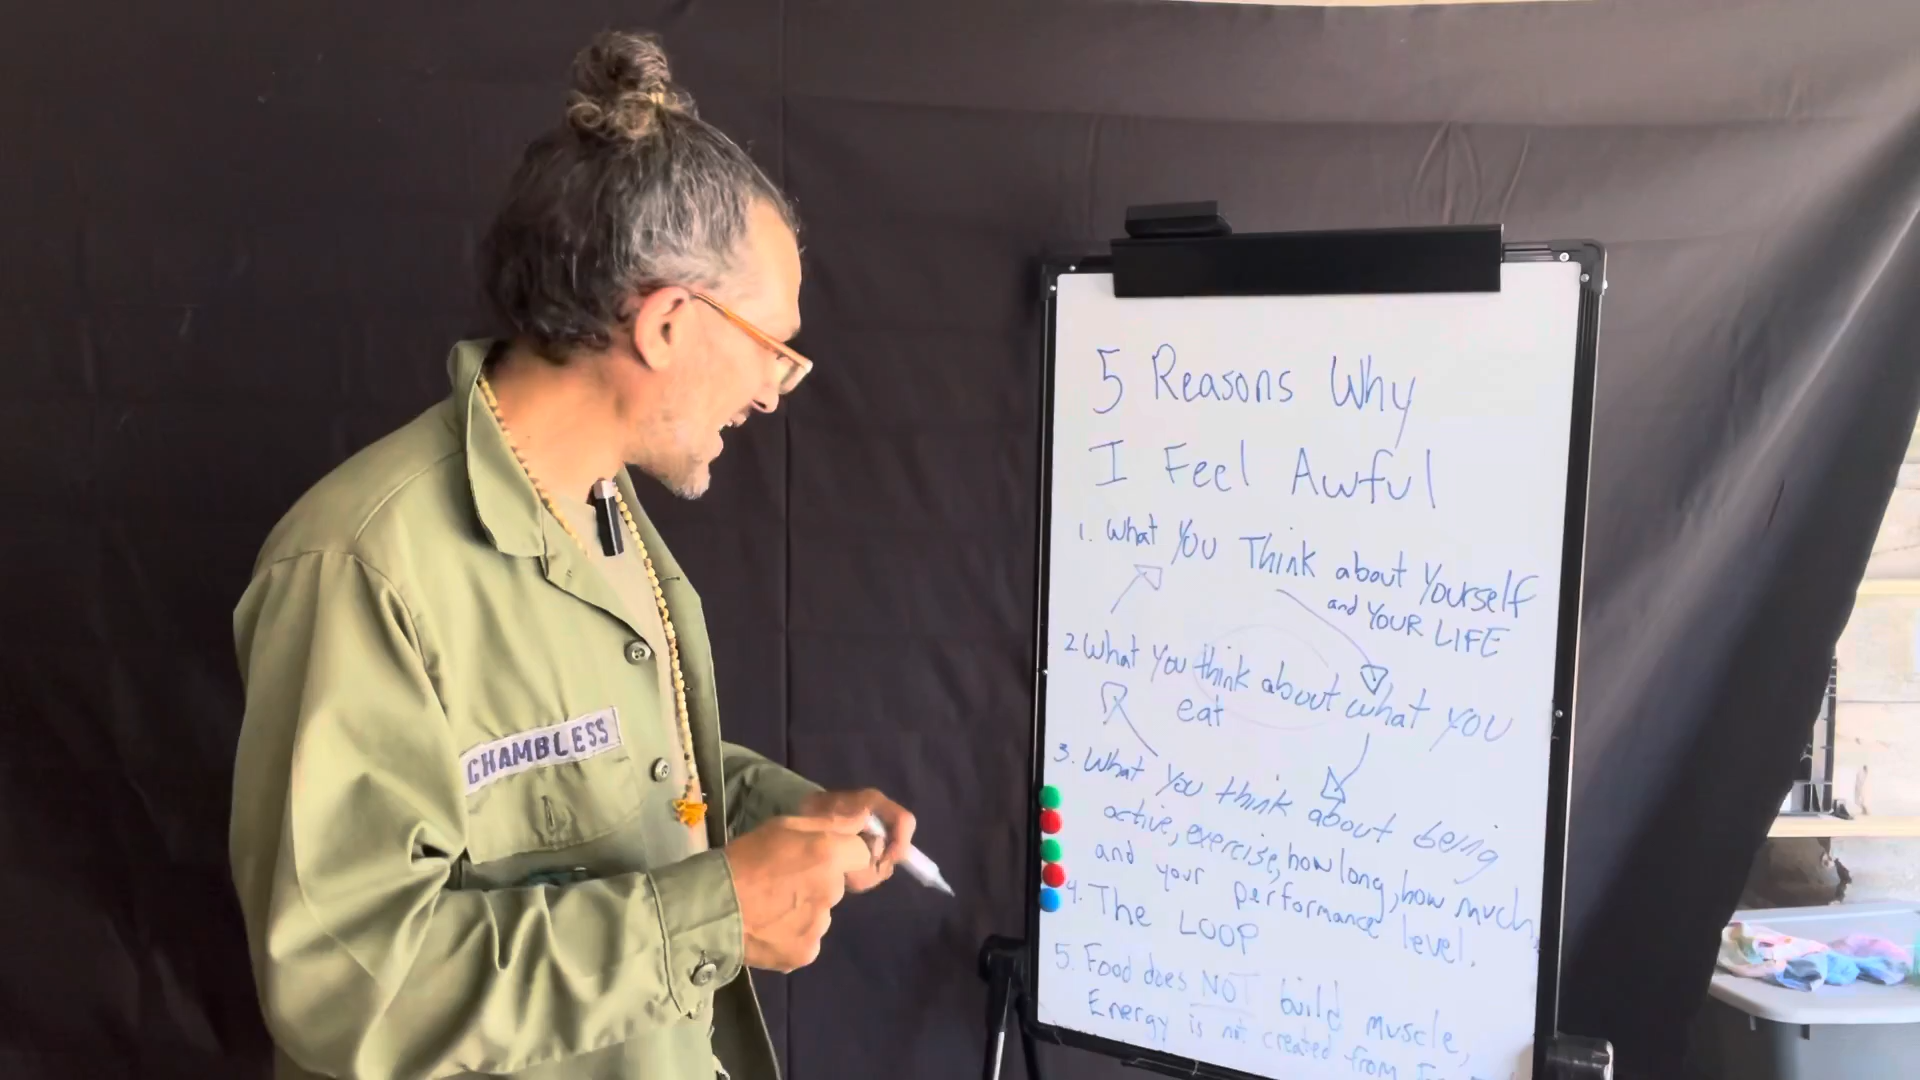 CHAMBLESS
5 Reasons Why
I Feel Awful
1. What You Think about Yourself
and YOUR LIFE
2. What You think about what you
eat
3. What You think about being
active, exercise, how long, how much,
and your performance level.
4. The LOOP
5. Food does NOT build muscle,
Energy is not created from